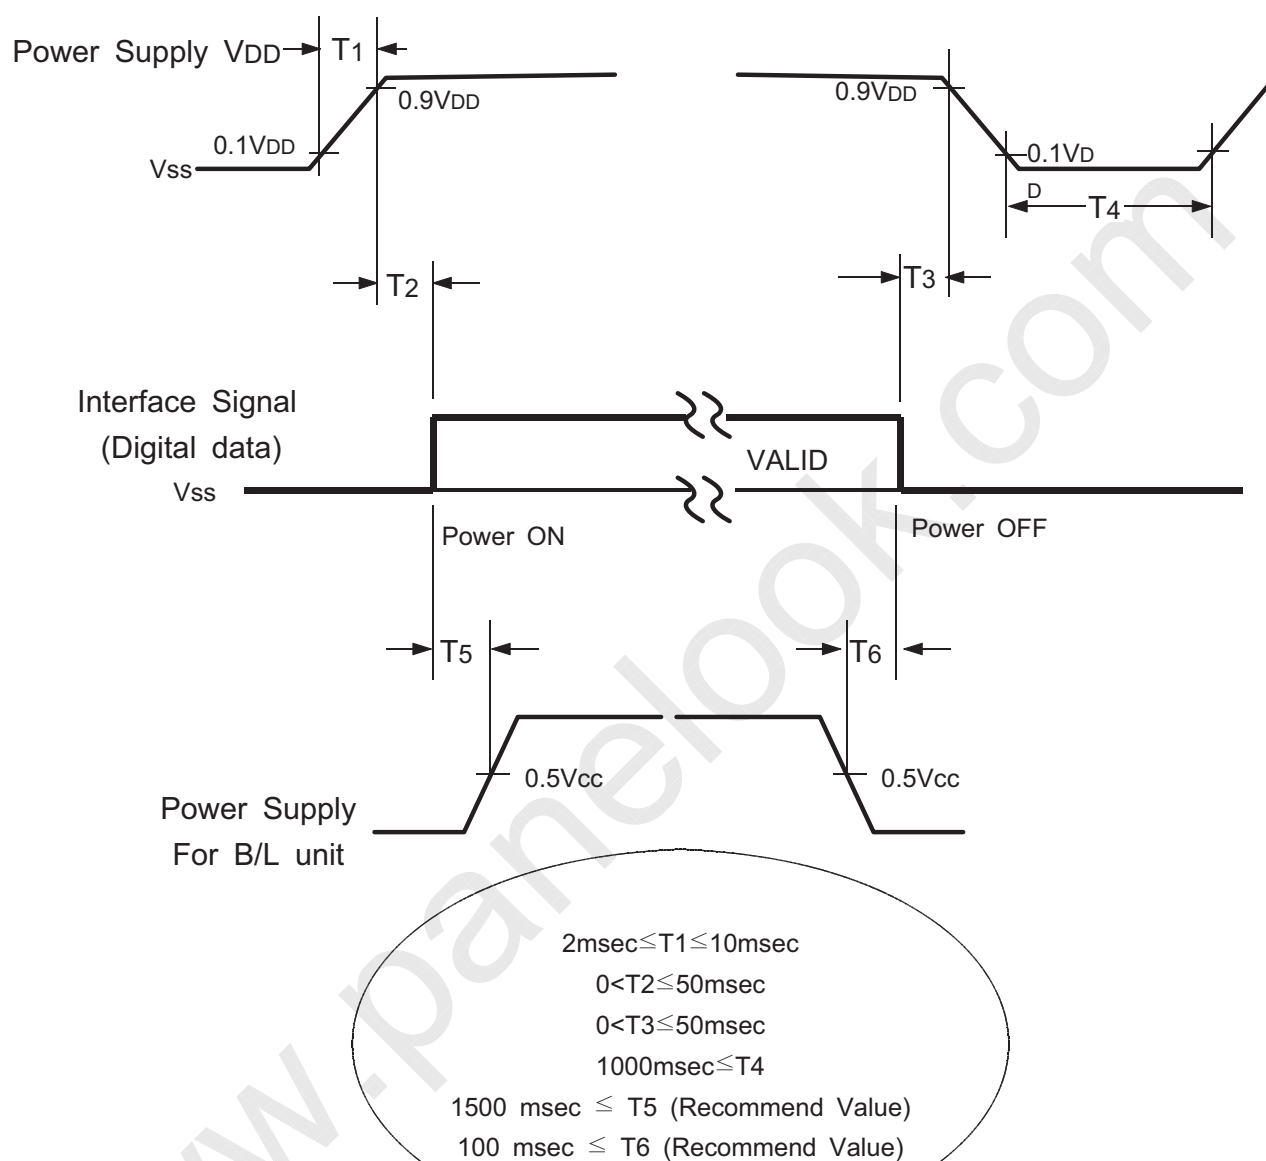 Power Supply VDD
T1
0.9VDD
0.9VDD
0.1VDD
0.1VD
D
Vss
T4
T2
T3
Interface Signal
(Digital data)
VALID
Vss
Power ON
Power OFF
T5
T6
0.5Vcc
0.5Vcc
Power Supply
For B/L unit
2msec≤T1≤10msec
0<T2≤50msec
0<T3≤50msec
1000msec≤T4
1500 msec ≤ T5 (Recommend Value)
100 msec ≤ T6 (Recommend Value)
w.panelook.com